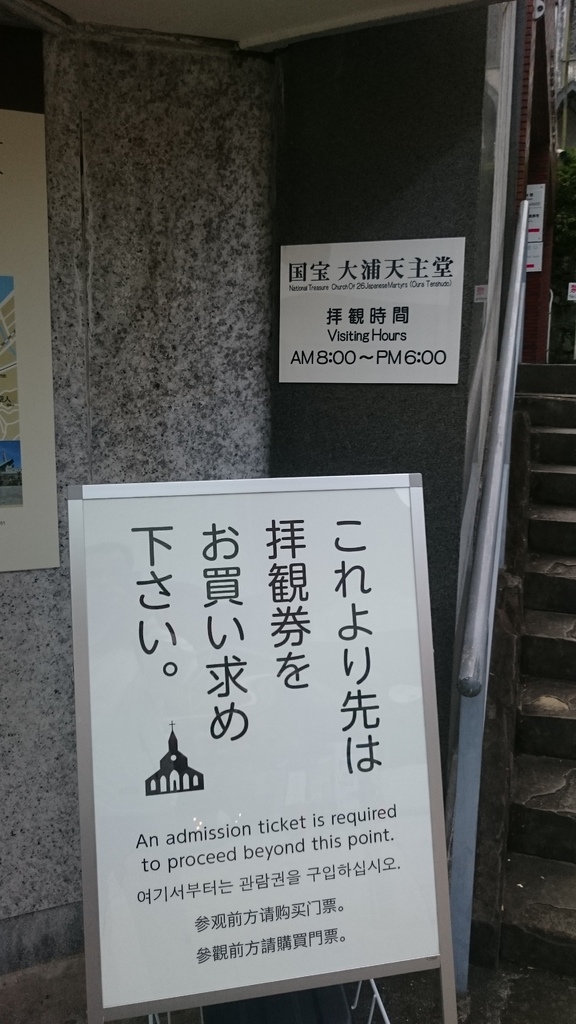 国宝 大浦天主堂
National Treasure Church Of 26 Japanese Martyrs (Oura Tenshudo)
拝観時間
Visiting Hours
AM8:00～PM6:00
これより先は
拝観券を
お買い求め
下さい。
An admission ticket is required
to proceed beyond this point.
여기서부터는 관람권을 구입하십시오.
参观前方请购买门票。
參觀前方請購買門票。